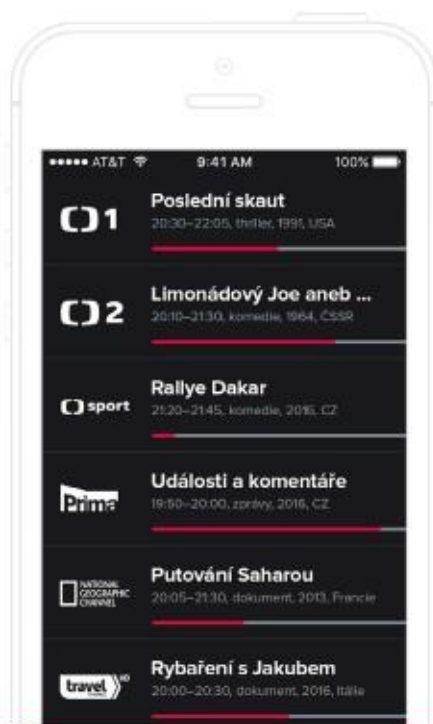 AT&T 9:41 AM 100%
1
Poslední skaut
20:30–22:05, thriller, 1991, USA
2
Limonádový Joe aneb ...
20:10–21:30, komedie, 1964, ČSSR
sport
Rallye Dakar
21:20–21:45, komedie, 2016, CZ
Prima
Události a komentáře
19:50–20:00, zprávy, 2016, CZ
NATIONAL
GEOGRAPHIC
CHANNEL
Putování Saharou
20:05–21:30, dokument, 2013, Francie
travel HD
Rybaření s Jakubem
20:00–20:30, dokument, 2016, Itálie